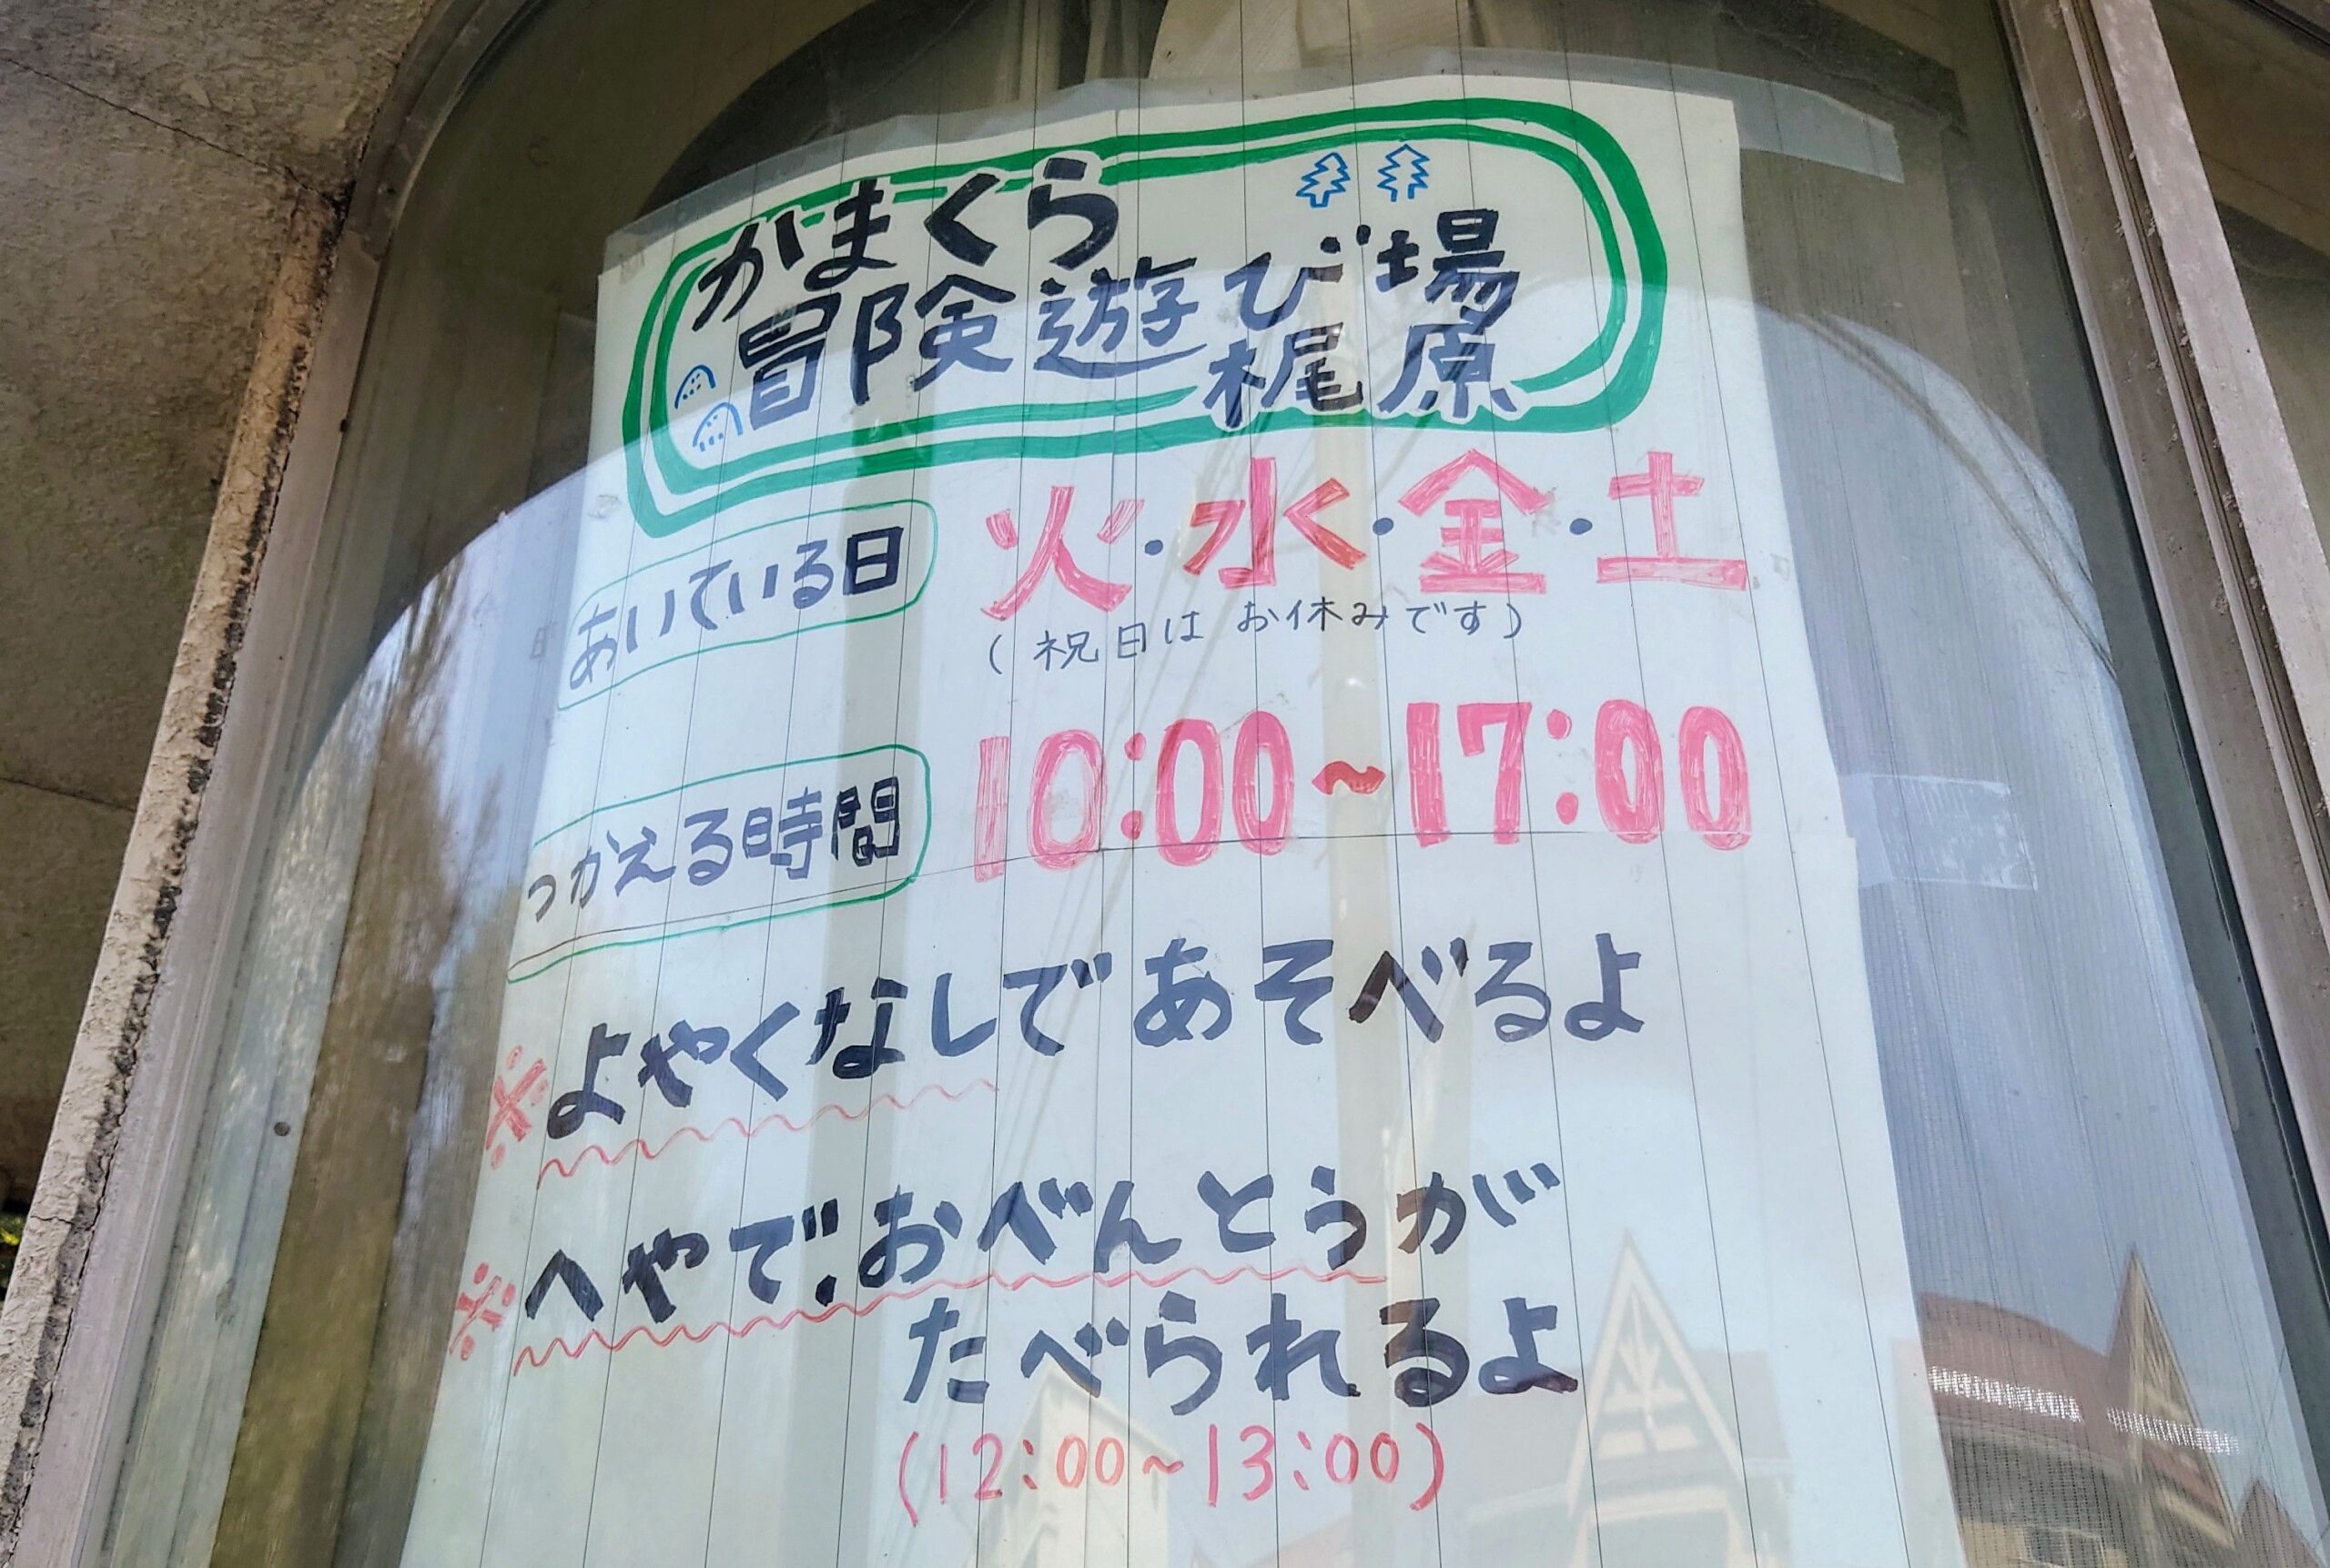 かまくら
冒険遊び場
梶原
あいている日 火・水・金・土
(祝日は お休みです)
つかえる時間 10:00~17:00
※よやくなしであそべるよ
※へやで、おべんとうが
たべられるよ
(12:00~13:00)